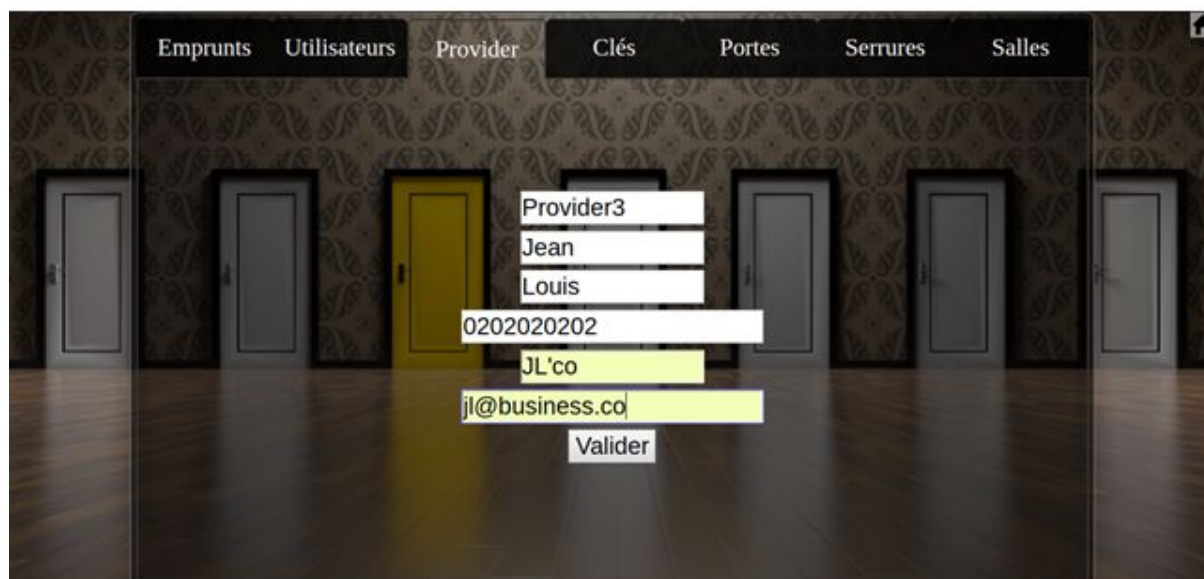 Emprunts Utilisateurs Provider Clés Portes Serrures Salles
Provider3
Jean
Louis
0202020202
JL'co
jl@business.co
Valider